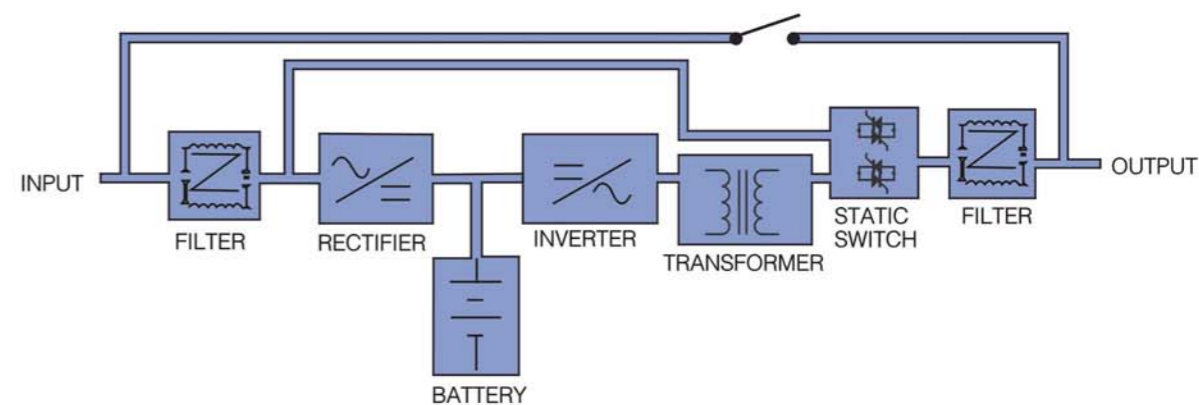 INPUT
FILTER
RECTIFIER
BATTERY
INVERTER
TRANSFORMER
STATIC
SWITCH
FILTER
OUTPUT